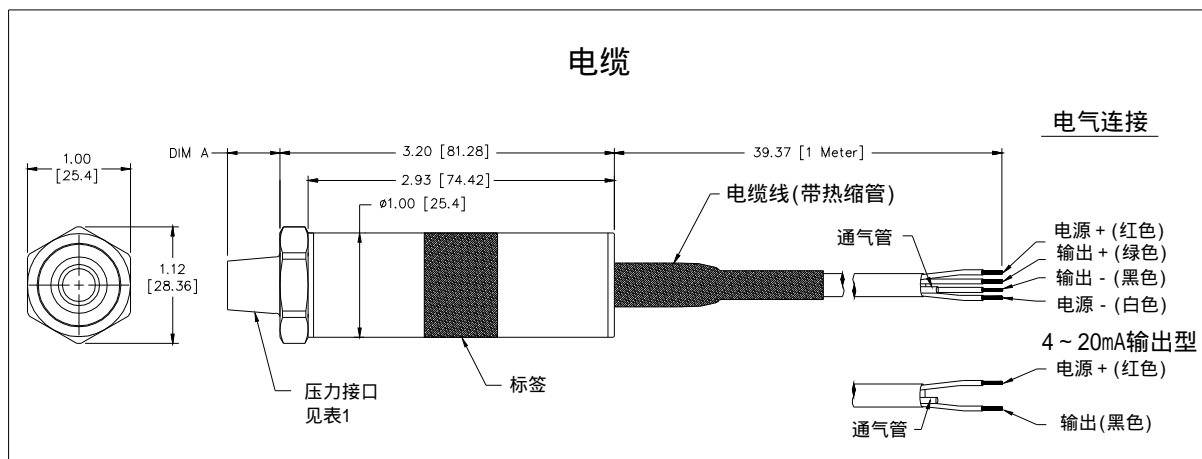 电缆
电气连接
1.00
[25.4]
DIM A
3.20 [81.28]
39.37 [1 Meter]
2.93 [74.42]
ø1.00 [25.4]
电缆线(带热缩管)
通气管
电源 + (红色)
输出 + (绿色)
输出 - (黑色)
电源 - (白色)
1.12
[28.36]
4 ~ 20mA输出型
电源 + (红色)
输出(黑色)
通气管
压力接口
见表1
标签